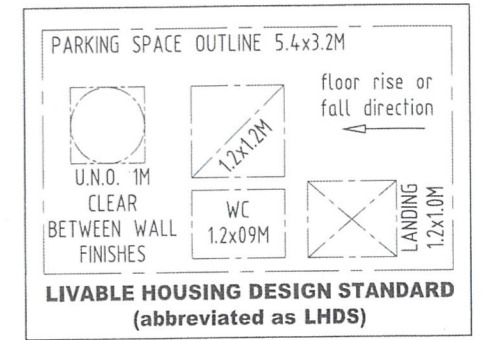 PARKING SPACE OUTLINE 5.4x3.2M
floor rise or
fall direction
1.2x1.2M
U.N.O. 1M
CLEAR
BETWEEN WALL
FINISHES
WC
1.2x09M
LANDING
1.2x1.0M
LIVABLE HOUSING DESIGN STANDARD
(abbreviated as LHDS)